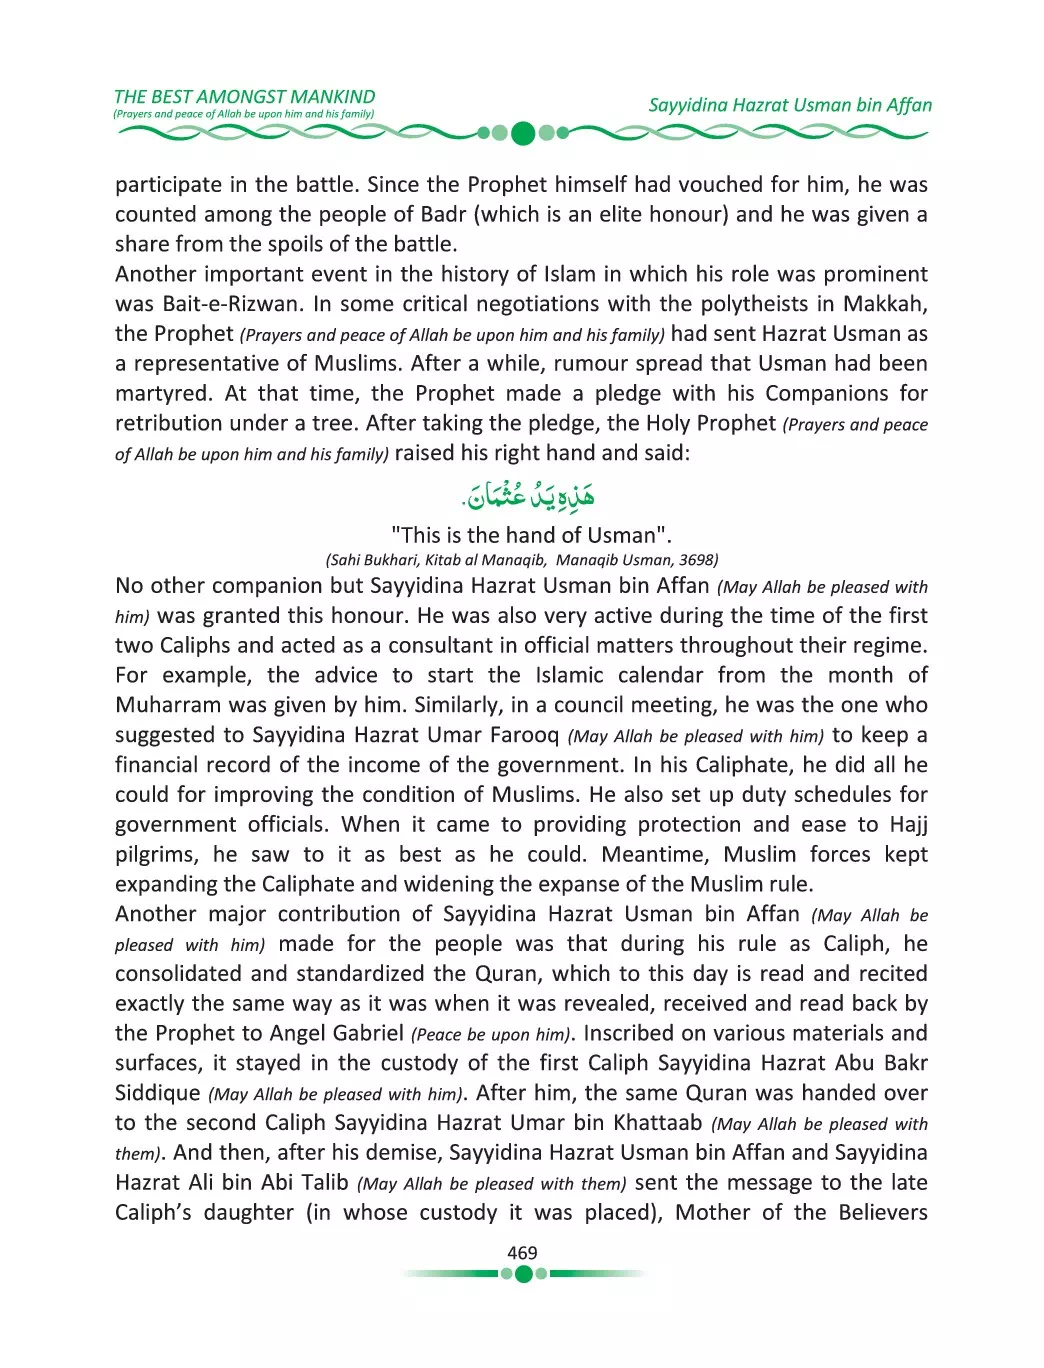 THE BEST AMONGST MANKIND
(Prayers and peace of Allah be upon him and his family)
Sayyidina Hazrat Usman bin Affan
participate in the battle. Since the Prophet himself had vouched for him, he was
counted among the people of Badr (which is an elite honour) and he was given a
share from the spoils of the battle.
Another important event in the history of Islam in which his role was prominent
was Bait-e-Rizwan. In some critical negotiations with the polytheists in Makkah,
the Prophet (Prayers and peace of Allah be upon him and his family) had sent Hazrat Usman as
a representative of Muslims. After a while, rumour spread that Usman had been
martyred. At that time, the Prophet made a pledge with his Companions for
retribution under a tree. After taking the pledge, the Holy Prophet (Prayers and peace
of Allah be upon him and his family) raised his right hand and said:
هَذِهِ يَدُ عُثْمَانَ.
"This is the hand of Usman".
(Sahi Bukhari, Kitab al Manaqib, Manaqib Usman, 3698)
No other companion but Sayyidina Hazrat Usman bin Affan (May Allah be pleased with
him) was granted this honour. He was also very active during the time of the first
two Caliphs and acted as a consultant in official matters throughout their regime.
For example, the advice to start the Islamic calendar from the month of
Muharram was given by him. Similarly, in a council meeting, he was the one who
suggested to Sayyidina Hazrat Umar Farooq (May Allah be pleased with him) to keep a
financial record of the income of the government. In his Caliphate, he did all he
could for improving the condition of Muslims. He also set up duty schedules for
government officials. When it came to providing protection and ease to Hajj
pilgrims, he saw to it as best as he could. Meantime, Muslim forces kept
expanding the Caliphate and widening the expanse of the Muslim rule.
Another major contribution of Sayyidina Hazrat Usman bin Affan (May Allah be
pleased with him) made for the people was that during his rule as Caliph, he
consolidated and standardized the Quran, which to this day is read and recited
exactly the same way as it was when it was revealed, received and read back by
the Prophet to Angel Gabriel (Peace be upon him). Inscribed on various materials and
surfaces, it stayed in the custody of the first Caliph Sayyidina Hazrat Abu Bakr
Siddique (May Allah be pleased with him). After him, the same Quran was handed over
to the second Caliph Sayyidina Hazrat Umar bin Khattaab (May Allah be pleased with
them). And then, after his demise, Sayyidina Hazrat Usman bin Affan and Sayyidina
Hazrat Ali bin Abi Talib (May Allah be pleased with them) sent the message to the late
Caliph’s daughter (in whose custody it was placed), Mother of the Believers
469